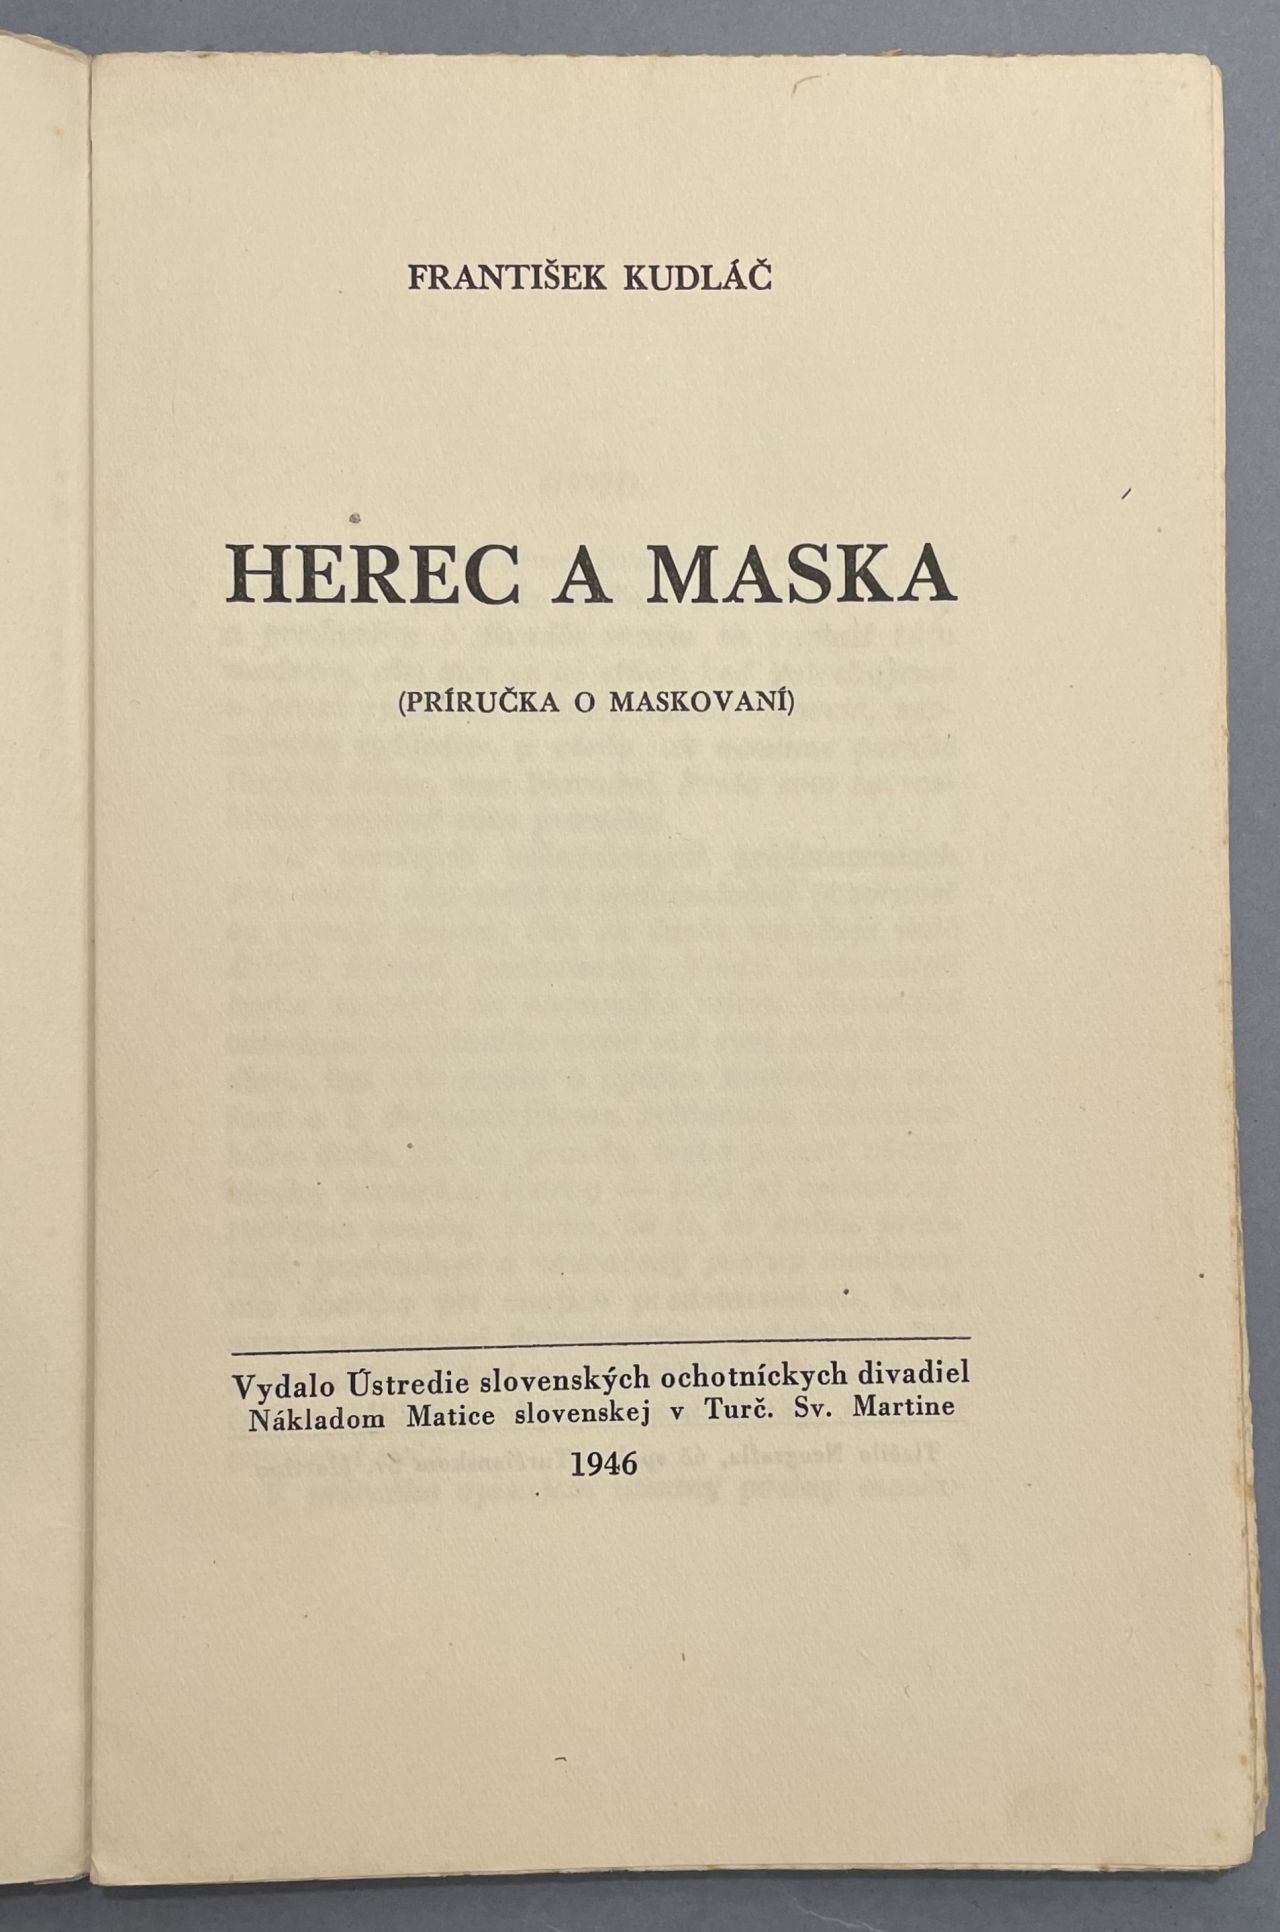 FRANTIŠEK KUDLÁČ
HEREC A MASKA
(PRÍRUČKA O MASKOVANÍ)
Vydalo Ústredie slovenských ochotníckych divadiel
Nákladom Matice slovenskej v Turč. Sv. Martine
1946